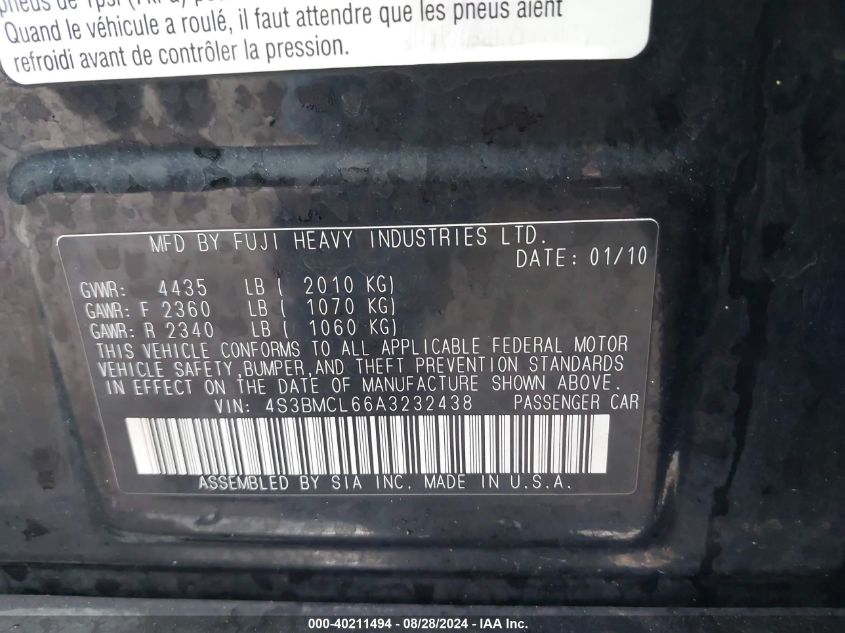 pneus de 1psi
Quand le véhicule a roulé, il faut attendre que les pneus aient
refroidi avant de contrôler la pression.
MFD BY FUJI HEAVY INDUSTRIES LTD.
DATE: 01/10
GVWR: 4435 LB ( 2010 KG)
GAWR: F 2360 LB ( 1070 KG)
GAWR: R 2340 LB ( 1060 KG)
THIS VEHICLE CONFORMS TO ALL APPLICABLE FEDERAL MOTOR
VEHICLE SAFETY,BUMPER,AND THEFT PREVENTION STANDARDS
IN EFFECT ON THE DATE OF MANUFACTURE SHOWN ABOVE.
VIN: 4S3BMCL66A3232438 PASSENGER CAR
ASSEMBLED BY SIA INC. MADE IN U.S.A.
000-40211494 - 08/28/2024 - IAA Inc.